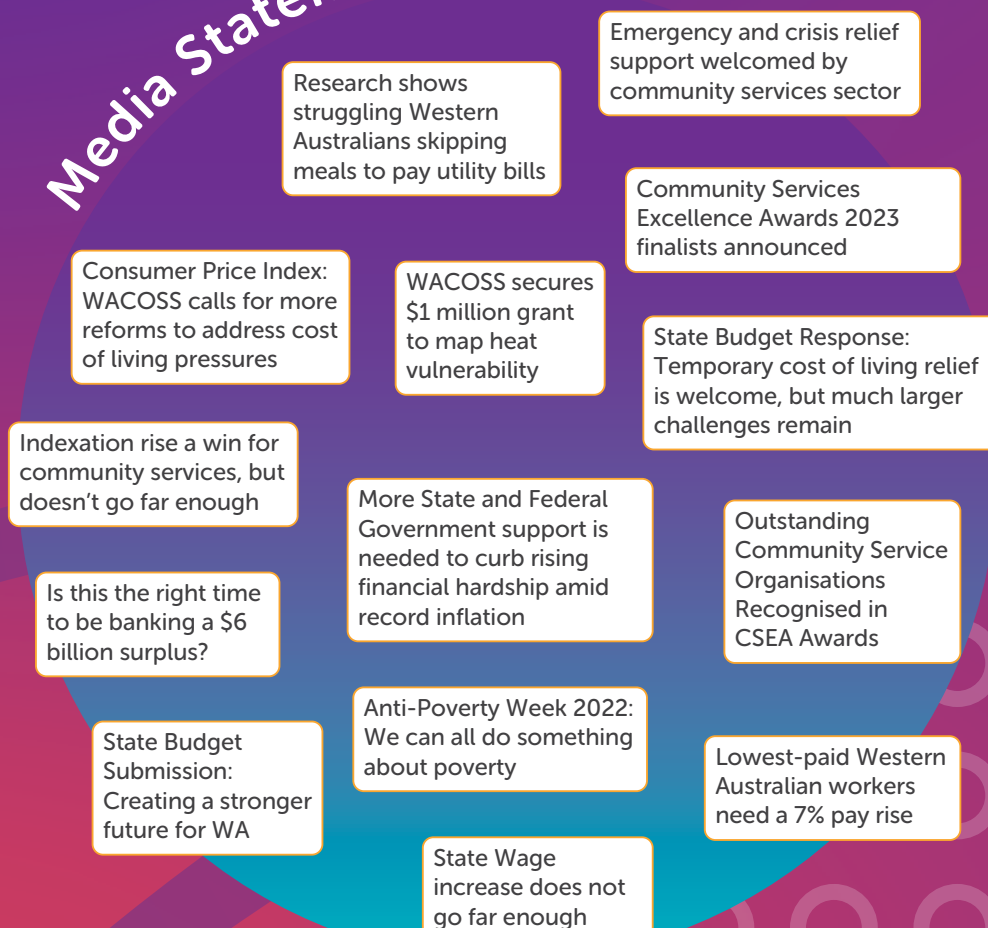 Media
Research shows
struggling Western
Australians skipping
meals to pay utility bills
Emergency and crisis relief
support welcomed by
community services sector
Community Services
Excellence Awards 2023
finalists announced
Consumer Price Index:
WACOSS calls for more
reforms to address cost
of living pressures
WACOSS secures
$1 million grant
to map heat
vulnerability
State Budget Response:
Temporary cost of living relief
is welcome, but much larger
challenges remain
Indexation rise a win for
community services, but
doesn't go far enough
More State and Federal
Government support is
needed to curb rising
financial hardship amid
record inflation
Outstanding
Community Service
Organisations
Recognised in
CSEA Awards
Is this the right time
to be banking a $6
billion surplus?
Anti-Poverty Week 2022:
We can all do something
about poverty
State Budget
Submission:
Creating a stronger
future for WA
Lowest-paid Western
Australian workers
need a 7% pay rise
State Wage
increase does not
go far enough